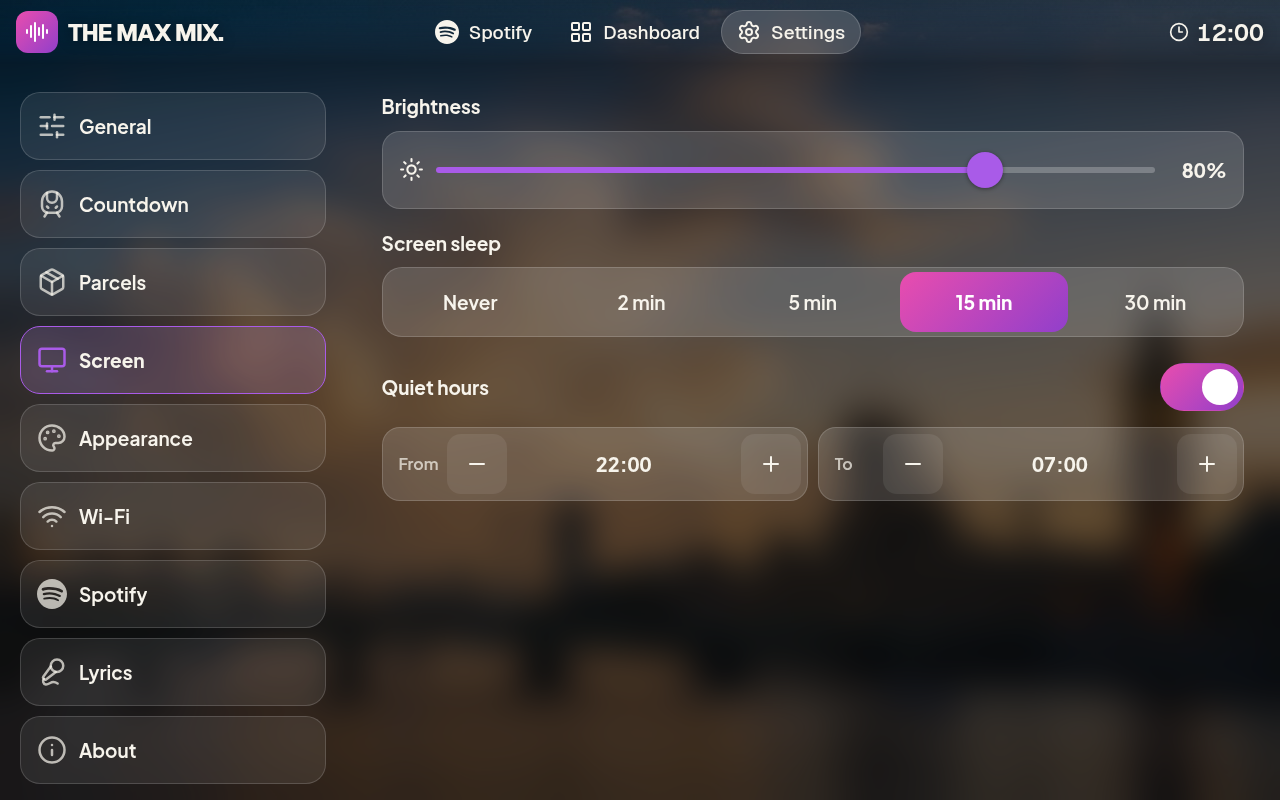 THE MAX MIX.
Spotify
Dashboard
Settings
12:00
General
Countdown
Parcels
Screen
Appearance
Wi-Fi
Spotify
Lyrics
About
Brightness
80%
Screen sleep
Never
2 min
5 min
15 min
30 min
Quiet hours
From
22:00
To
07:00